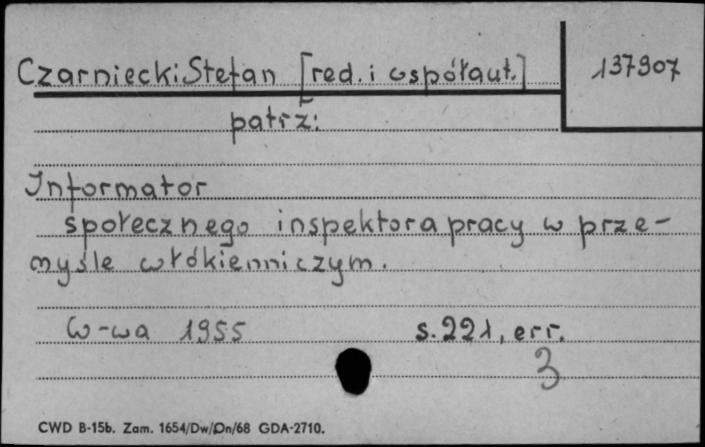 Czarniecki Stefan [red. i współaut.]
137907
patrz:
Informator
społecznego inspektora pracy w prze-
myśle włókienniczym.
W-wa 1955 s. 221, err.
3
CWD B-15b. Zam. 1654/Dw/Dn/68 GDA-2710.